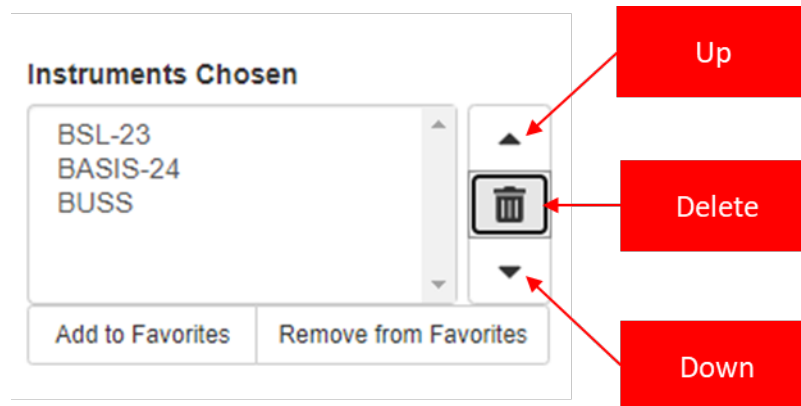 Instruments Chosen
BSL-23
BASIS-24
BUSS
Add to Favorites
Remove from Favorites
Up
Delete
Down